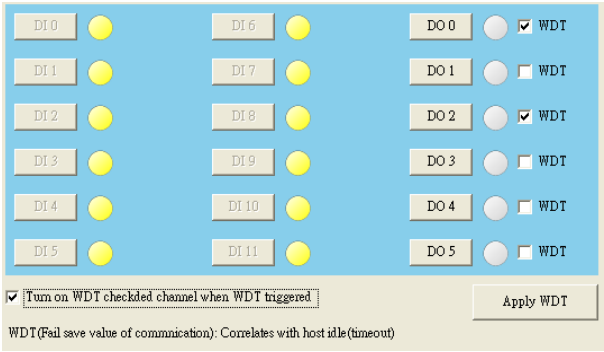 DI 0 DI 6 DO 0 WDT
DI 1 DI 7 DO 1 WDT
DI 2 DI 8 DO 2 WDT
DI 3 DI 9 DO 3 WDT
DI 4 DI 10 DO 4 WDT
DI 5 DI 11 DO 5 WDT
Turn on WDT checkded channel when WDT triggered Apply WDT
WDT(Fail save value of commnication): Correlates with host idle(timeout)